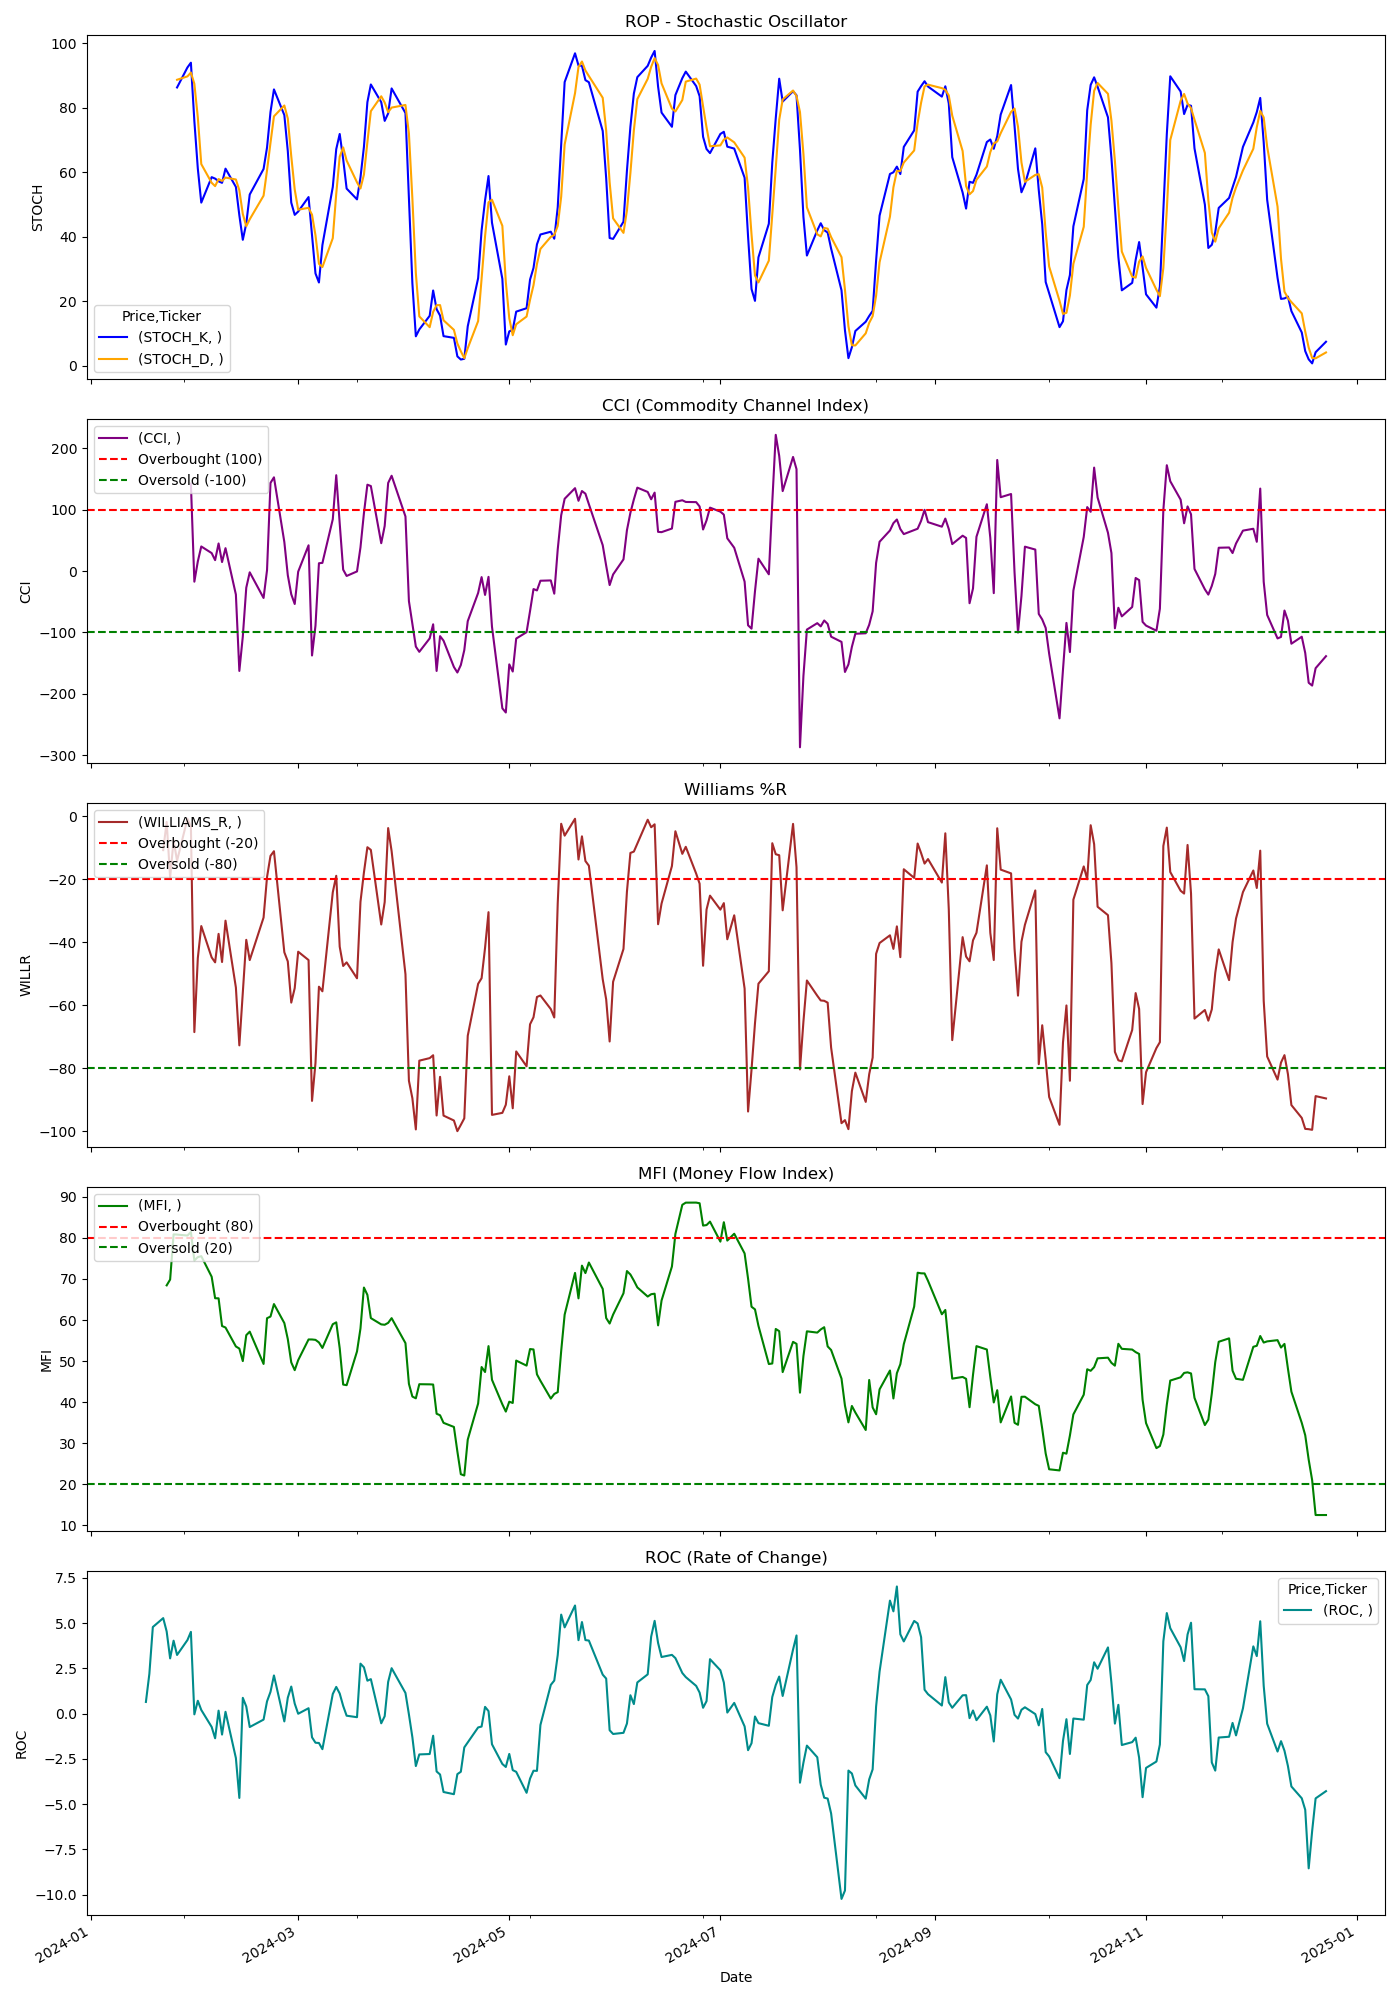 ROP - Stochastic Oscillator
100
80
60
40
20
0
STOCH
Price,Ticker
(STOCH_K, )
(STOCH_D, )
CCI (Commodity Channel Index)
200
100
0
−100
−200
−300
CCI
(CCI, )
Overbought (100)
Oversold (-100)
Williams %R
0
−20
−40
−60
−80
−100
WILLR
(WILLIAMS_R, )
Overbought (-20)
Oversold (-80)
MFI (Money Flow Index)
90
80
70
60
50
40
30
20
10
MFI
(MFI, )
Overbought (80)
Oversold (20)
ROC (Rate of Change)
7.5
5.0
2.5
0.0
−2.5
−5.0
−7.5
−10.0
ROC
Price,Ticker
(ROC, )
2024-01
2024-03
2024-05
2024-07
2024-09
2024-11
2025-01
Date